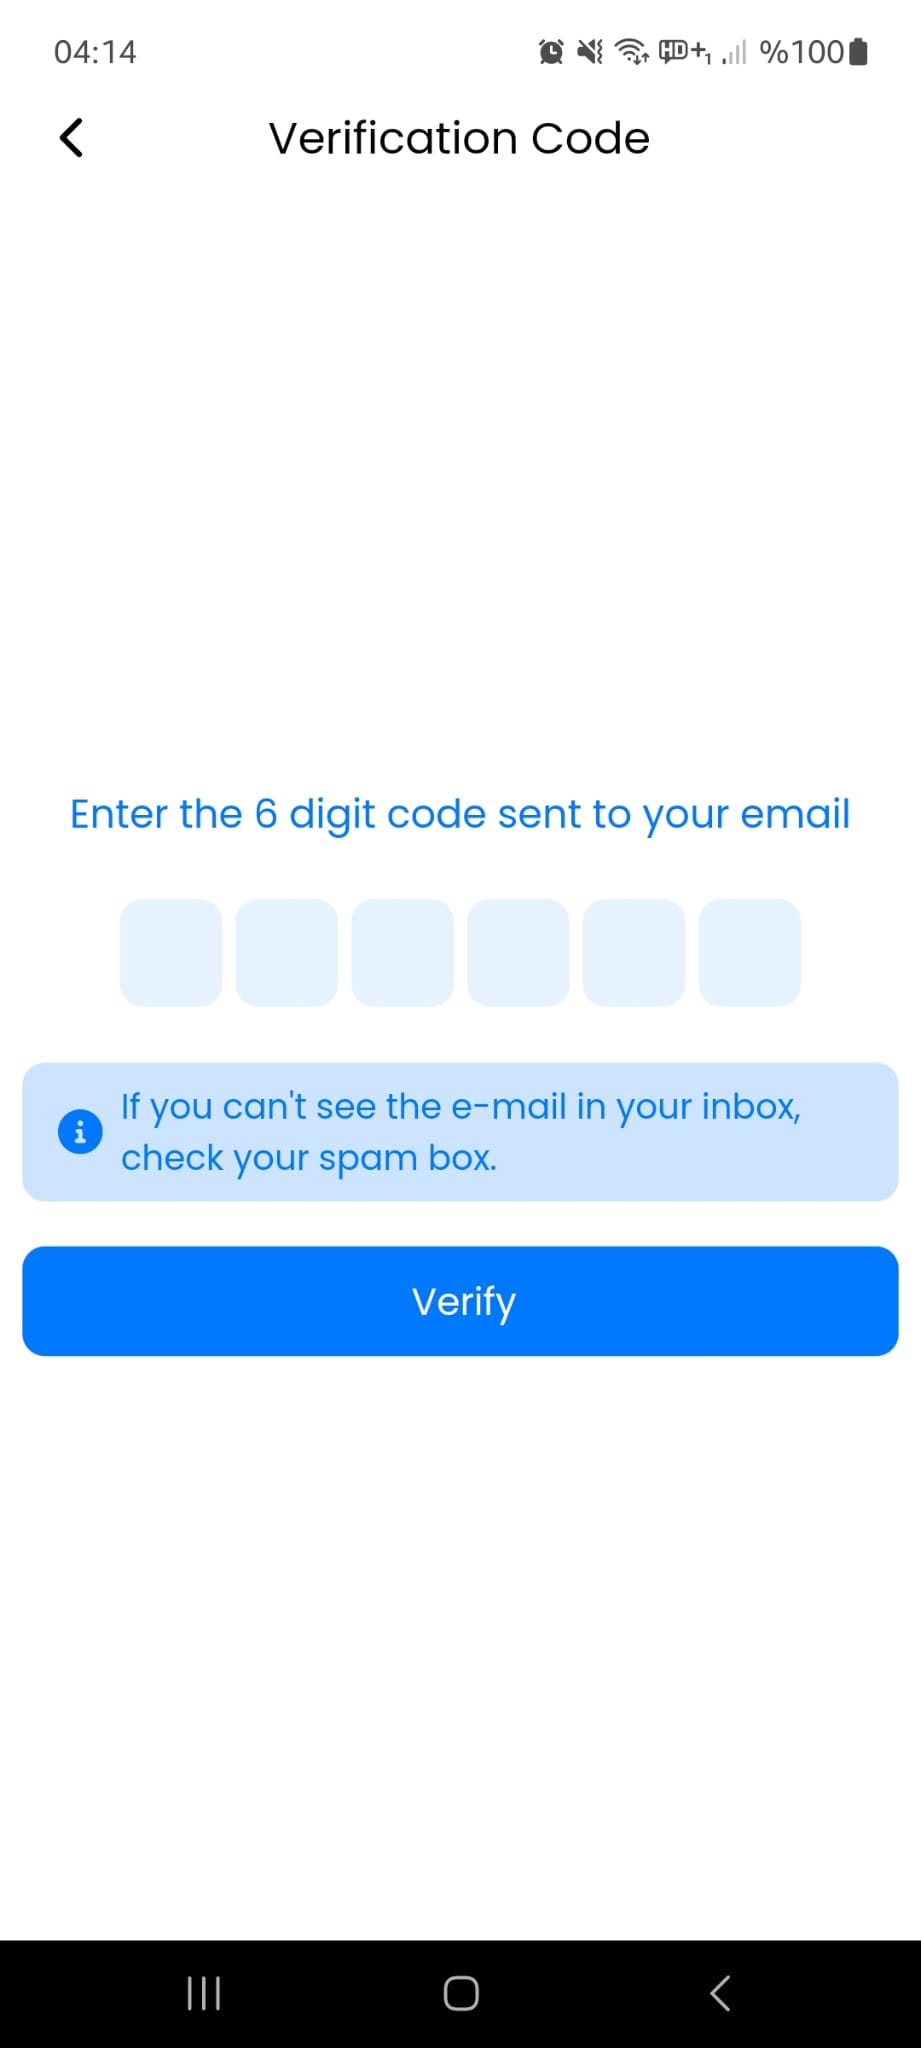 04:14
HD+1
%100
Verification Code
Enter the 6 digit code sent to your email
If you can't see the e-mail in your inbox,
check your spam box.
Verify